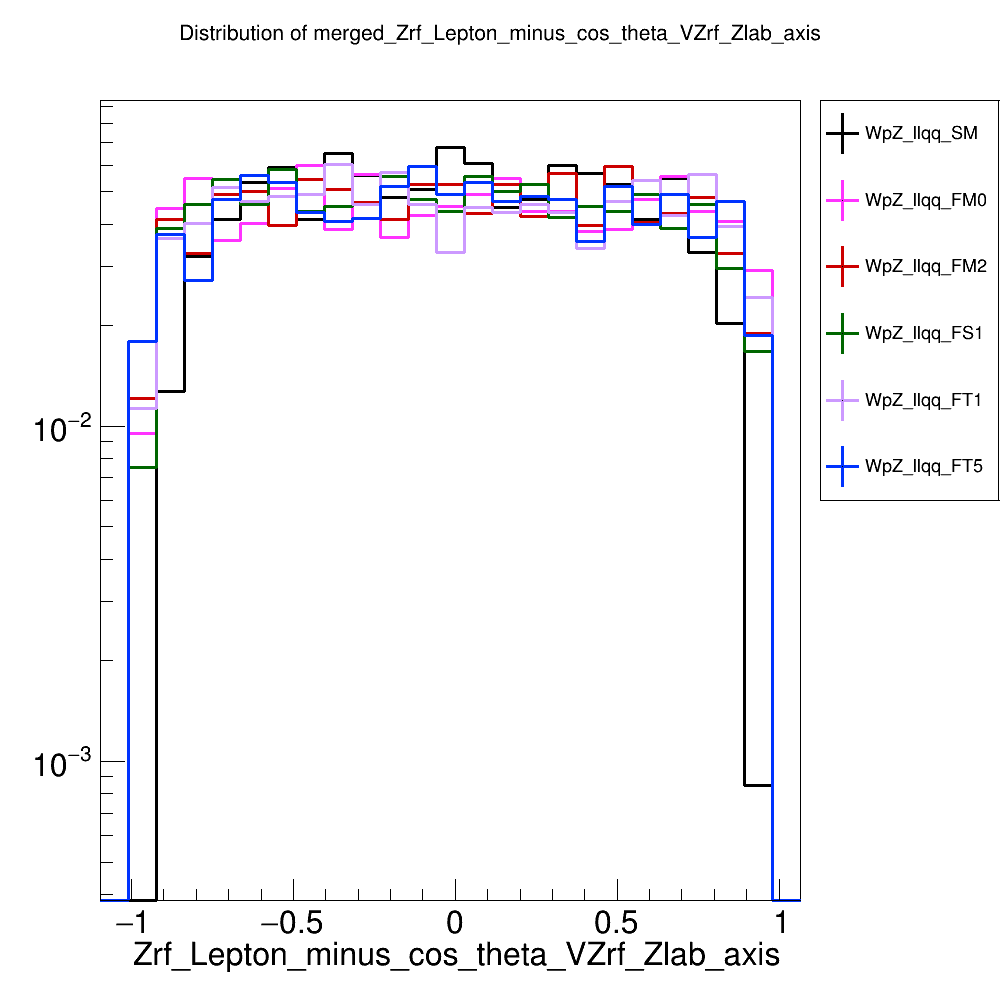 Distribution of merged_Zrf_Lepton_minus_cos_theta_VZrf_Zlab_axis
WpZ_llqq_SM
WpZ_llqq_FM0
WpZ_llqq_FM2
WpZ_llqq_FS1
WpZ_llqq_FT1
WpZ_llqq_FT5
10⁻²
10⁻³
−1 −0.5 0 0.5 1
Zrf_Lepton_minus_cos_theta_VZrf_Zlab_axis